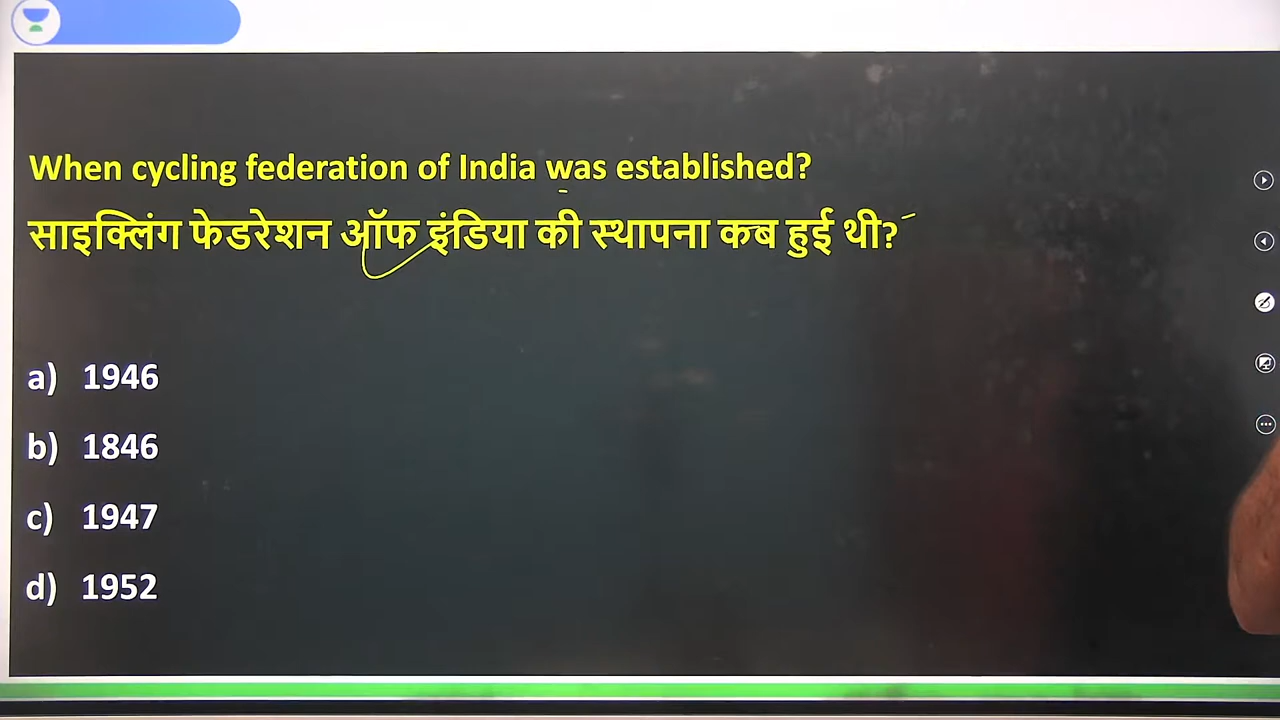 When cycling federation of India was established?
साइक्लिंग फेडरेशन ऑफ इंडिया की स्थापना कब हुई थी?
a) 1946
b) 1846
c) 1947
d) 1952